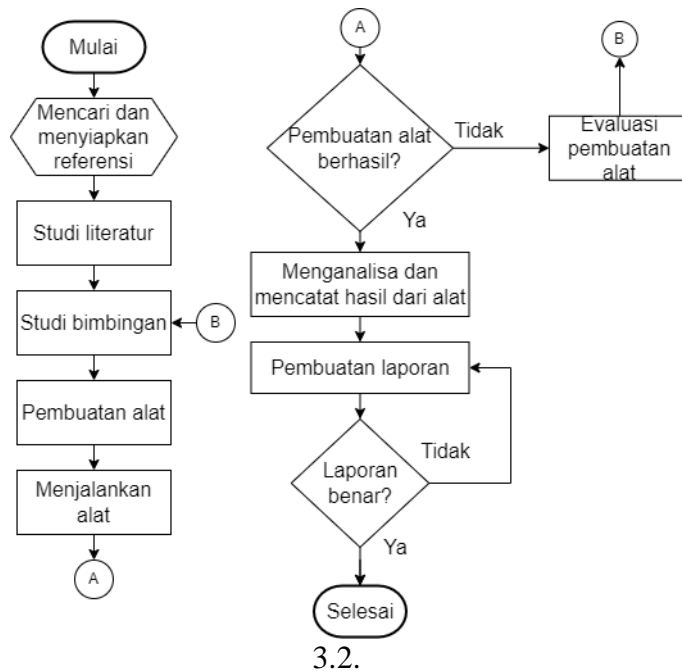 Mulai
Mencari dan
menyiapkan
referensi
Studi literatur
Studi bimbingan
B
Pembuatan alat
Menjalankan
alat
A
A
Pembuatan alat
berhasil?
Tidak
Evaluasi
pembuatan
alat
B
Ya
Menganalisa dan
mencatat hasil dari alat
Pembuatan laporan
Laporan
benar?
Tidak
Ya
Selesai
3.2.